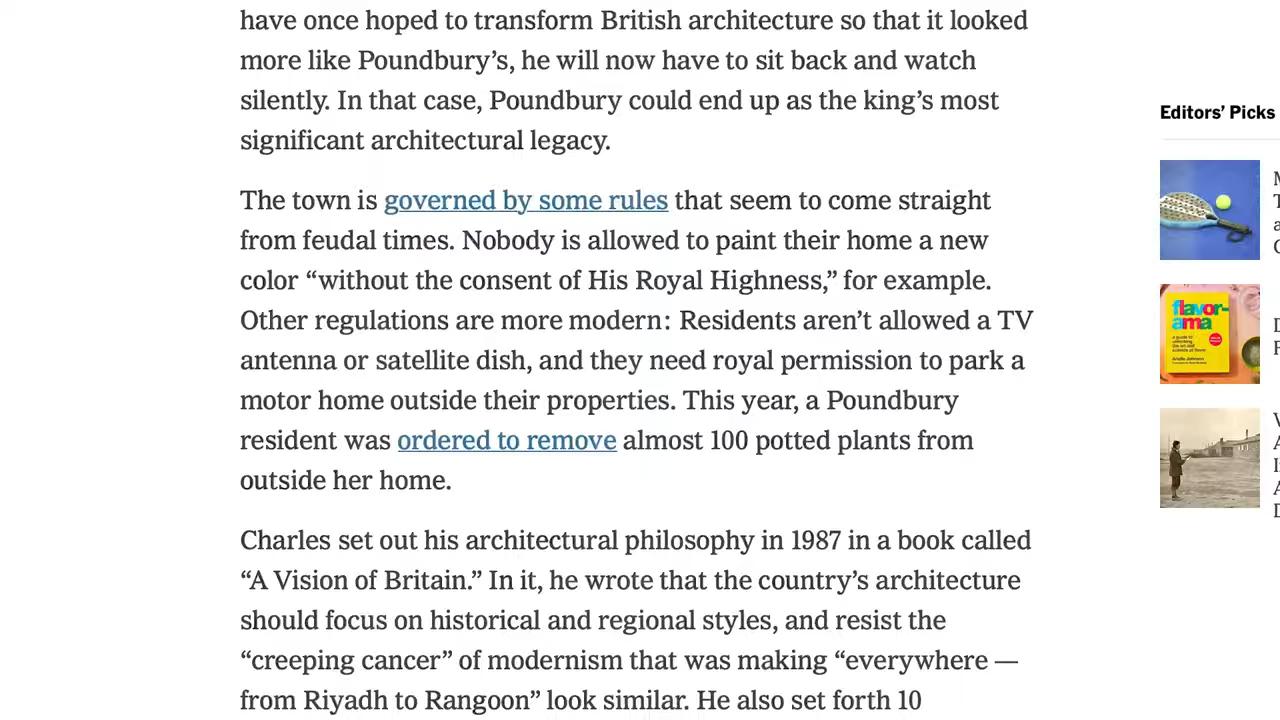 have once hoped to transform British architecture so that it looked
more like Poundbury’s, he will now have to sit back and watch
silently. In that case, Poundbury could end up as the king’s most
significant architectural legacy.
The town is governed by some rules that seem to come straight
from feudal times. Nobody is allowed to paint their home a new
color “without the consent of His Royal Highness,” for example.
Other regulations are more modern: Residents aren’t allowed a TV
antenna or satellite dish, and they need royal permission to park a
motor home outside their properties. This year, a Poundbury
resident was ordered to remove almost 100 potted plants from
outside her home.
Charles set out his architectural philosophy in 1987 in a book called
“A Vision of Britain.” In it, he wrote that the country’s architecture
should focus on historical and regional styles, and resist the
“creeping cancer” of modernism that was making “everywhere —
from Riyadh to Rangoon” look similar. He also set forth 10
Editors’ Picks
flavor-
ama